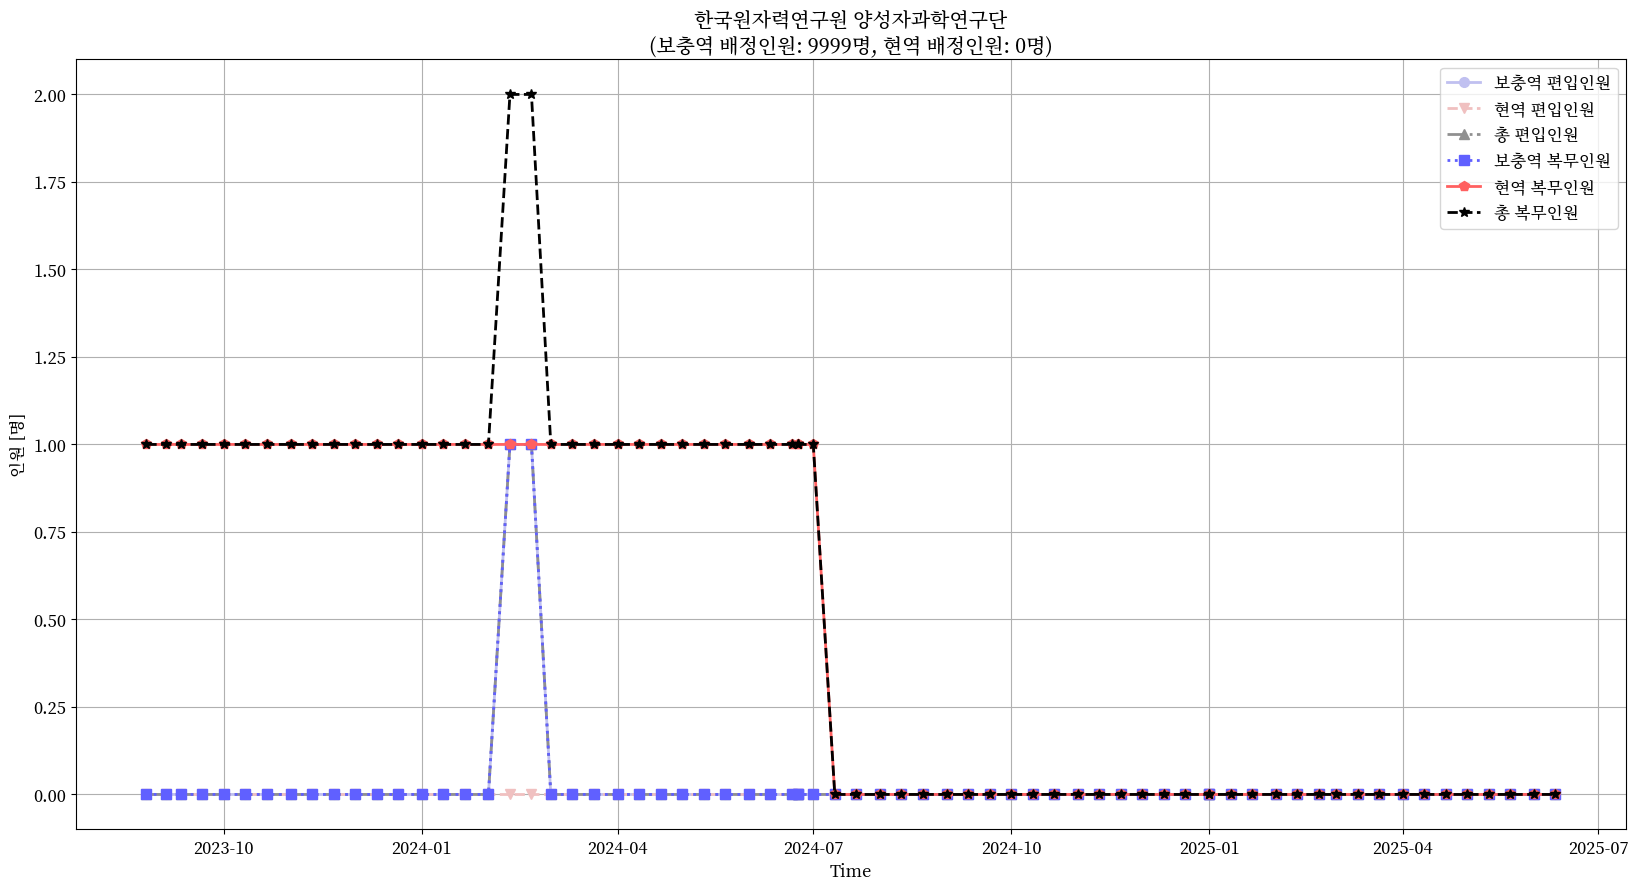 한국원자력연구원 양성자과학연구단
(보충역 배정인원: 9999명, 현역 배정인원: 0명)
보충역 편입인원
현역 편입인원
총 편입인원
보충역 복무인원
현역 복무인원
총 복무인원
인원 [명]
2.00
1.75
1.50
1.25
1.00
0.75
0.50
0.25
0.00
2023-10
2024-01
2024-04
2024-07
2024-10
2025-01
2025-04
2025-07
Time